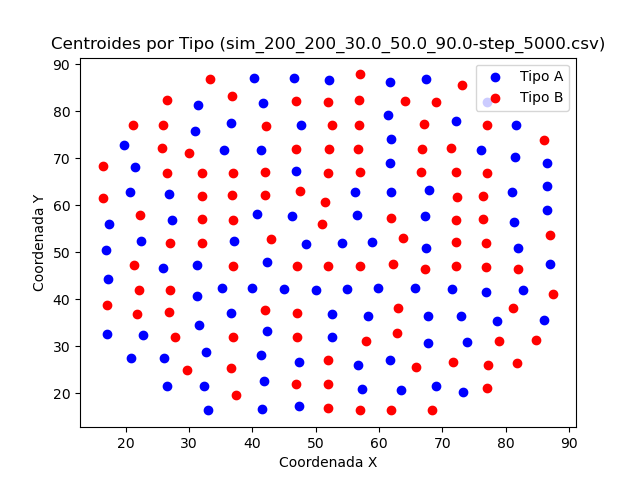 Centroides por Tipo (sim_200_200_30.0_50.0_90.0-step_5000.csv)
Tipo A
Tipo B
90
80
70
60
50
40
30
20
Coordenada Y
20 30 40 50 60 70 80 90
Coordenada X